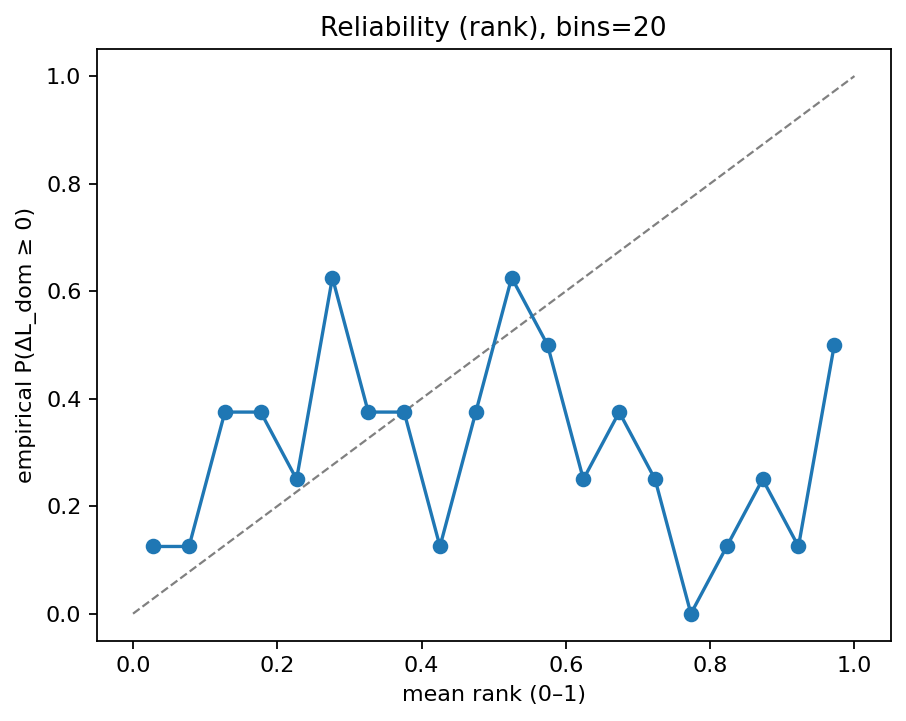 Reliability (rank), bins=20
empirical P(ΔL_dom ≥ 0)
1.0
0.8
0.6
0.4
0.2
0.0
0.0 0.2 0.4 0.6 0.8 1.0
mean rank (0–1)